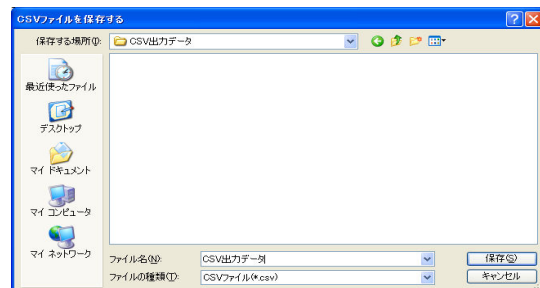 CSVファイルを保存する
保存する場所(I):
CSV出力データ
最近使ったファイル
デスクトップ
マイ ドキュメント
マイ コンピュータ
マイ ネットワーク
ファイル名(N):
CSV出力データ
保存(S)
ファイルの種類(T):
CSVファイル(*.csv)
キャンセル